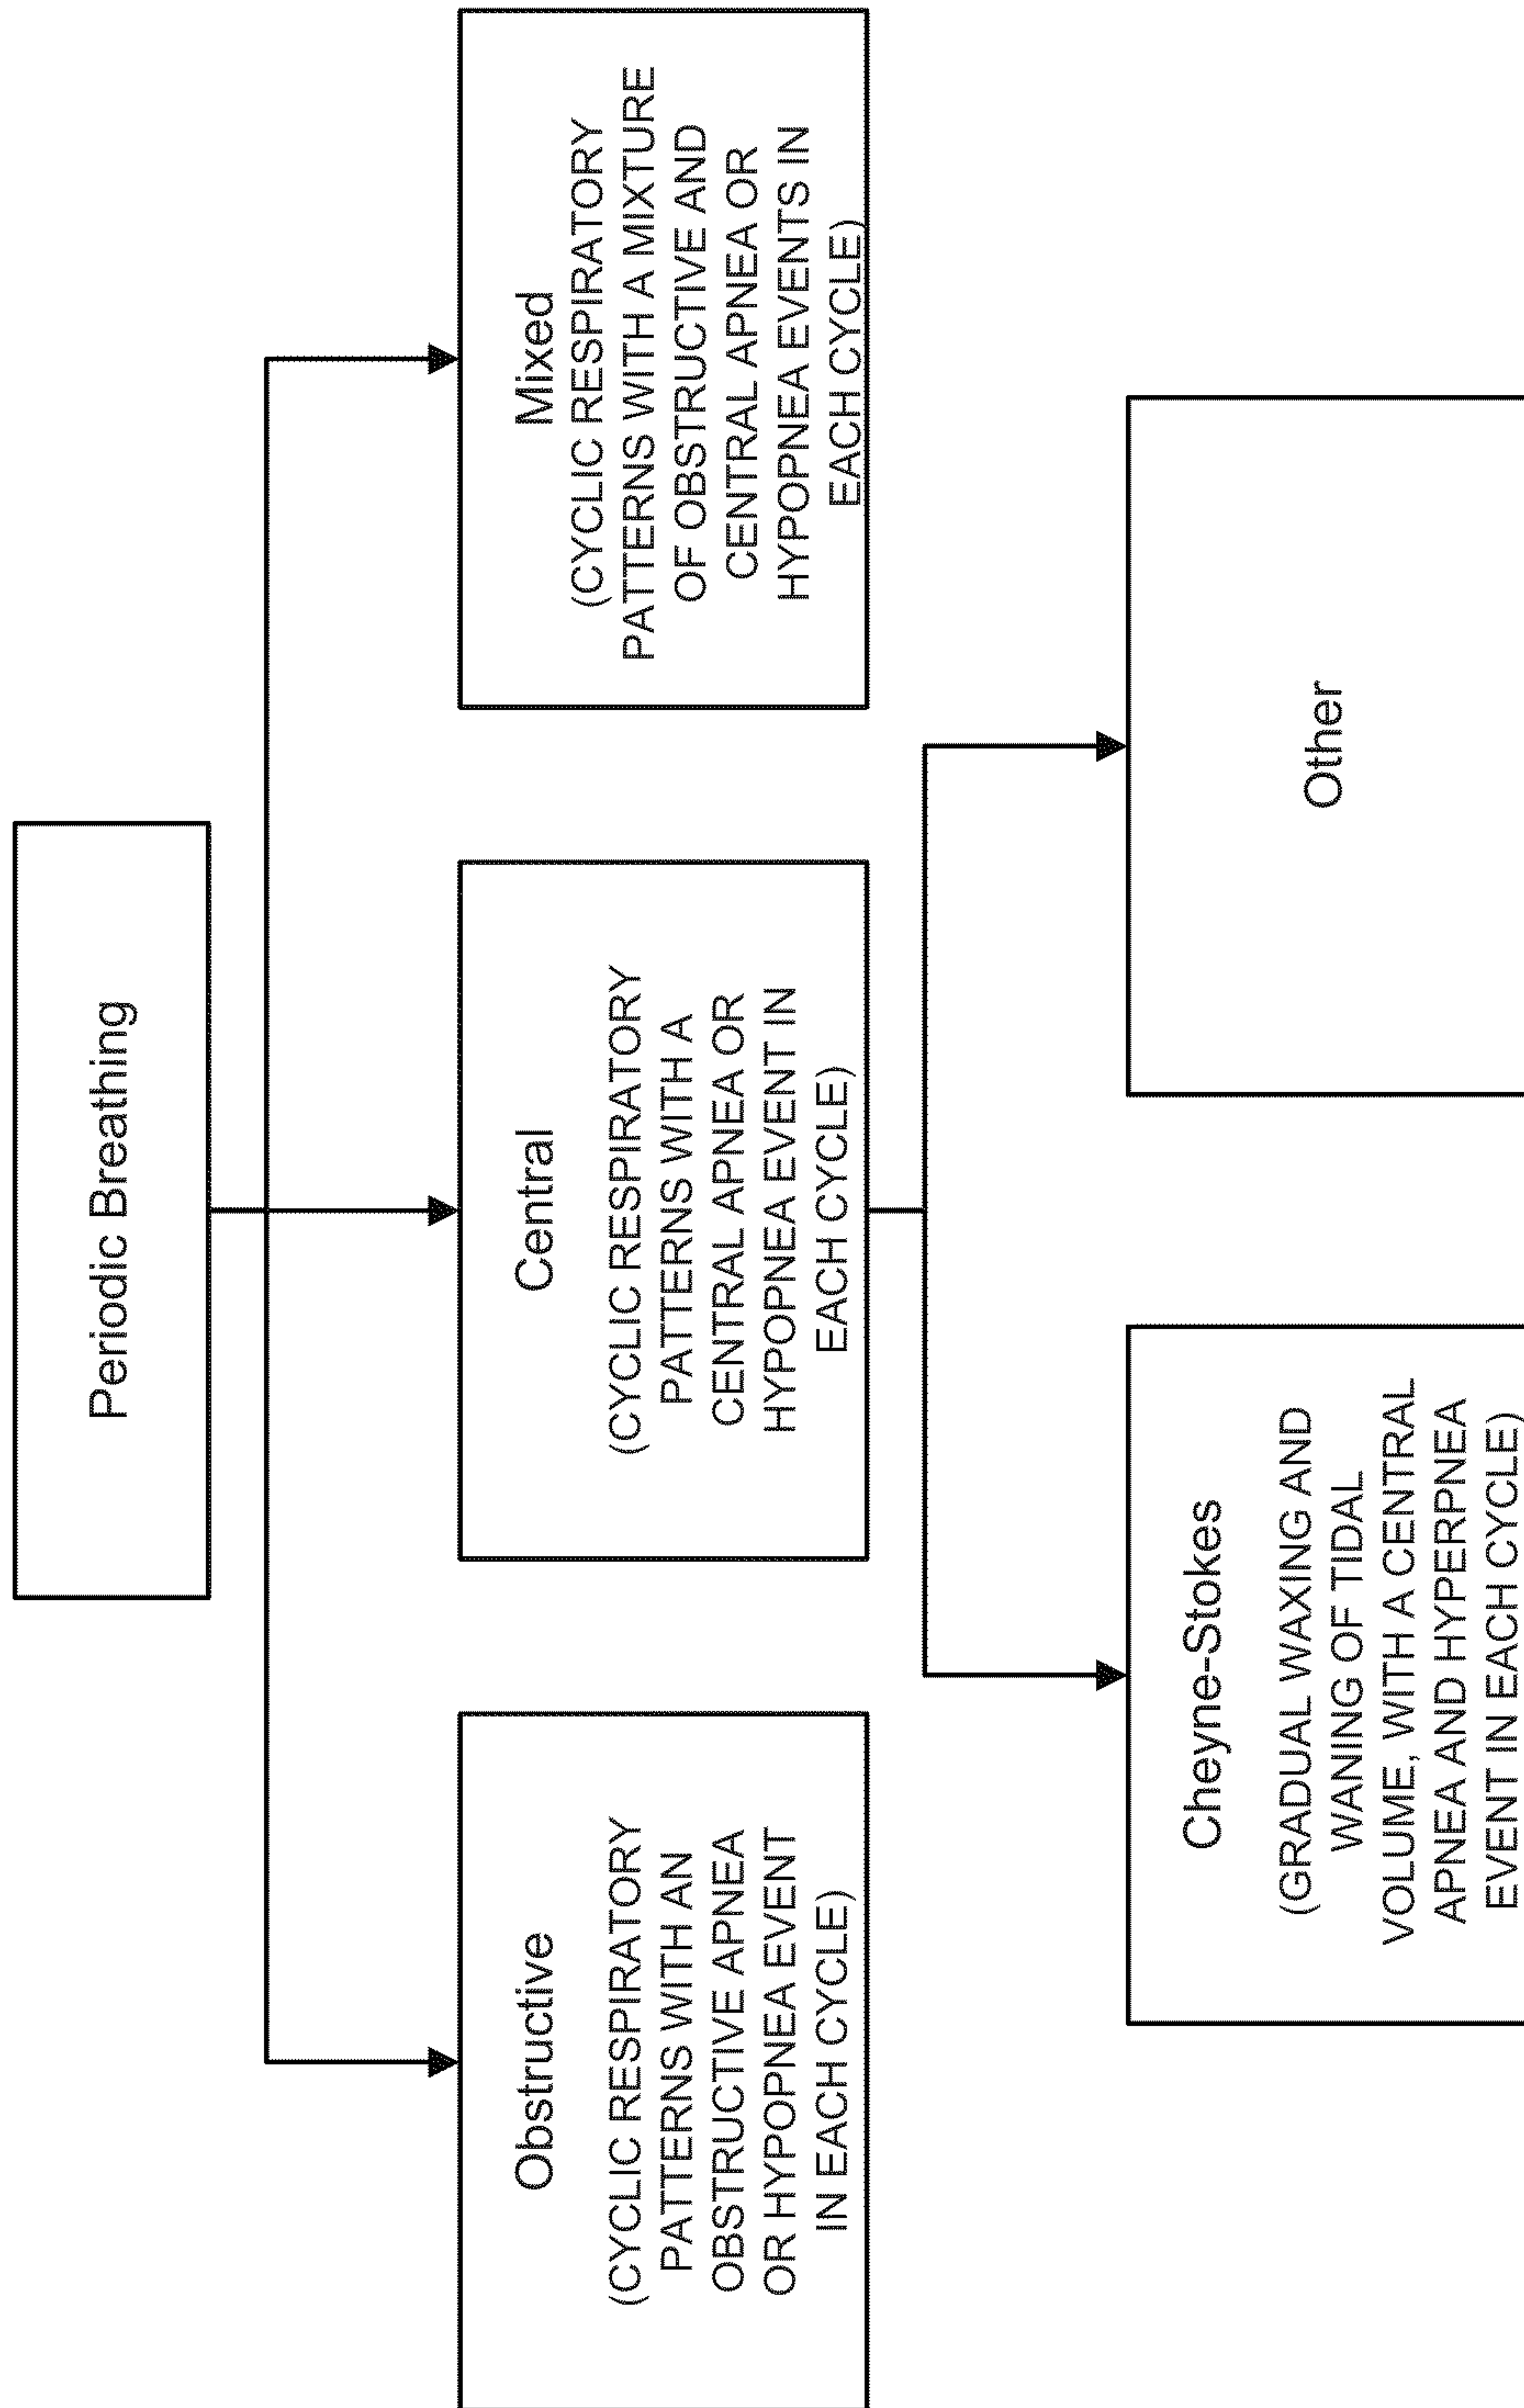 Periodic Breathing
Obstructive
(CYCLIC RESPIRATORY
PATTERNS WITH AN
OBSTRUCTIVE APNEA
OR HYPOPNEA EVENT
IN EACH CYCLE)
Central
(CYCLIC RESPIRATORY
PATTERNS WITH A
CENTRAL APNEA OR
HYPOPNEA EVENT IN
EACH CYCLE)
Mixed
(CYCLIC RESPIRATORY
PATTERNS WITH A MIXTURE
OF OBSTRUCTIVE AND
CENTRAL APNEA OR
HYPOPNEA EVENTS IN
EACH CYCLE)
Cheyne-Stokes
(GRADUAL WAXING AND
WANING OF TIDAL
VOLUME, WITH A CENTRAL
APNEA AND HYPERPNEA
EVENT IN EACH CYCLE)
Other